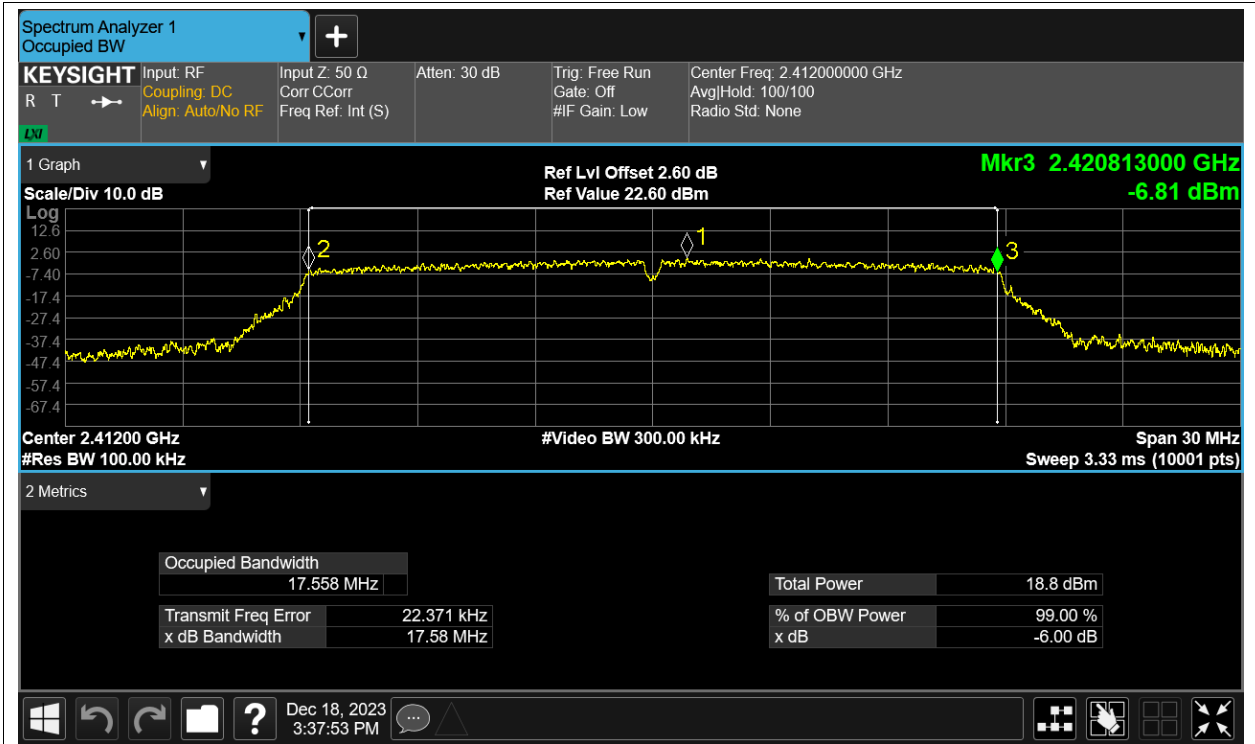 Spectrum Analyzer 1
Occupied BW
KEYSIGHT
R T
LXI
Input: RF
Coupling: DC
Align: Auto/No RF
Input Z: 50 Ω
Corr CCorr
Freq Ref: Int (S)
Atten: 30 dB
Trig: Free Run
Gate: Off
#IF Gain: Low
Center Freq: 2.412000000 GHz
Avg|Hold: 100/100
Radio Std: None
1 Graph
Scale/Div 10.0 dB
Ref Lvl Offset 2.60 dB
Ref Value 22.60 dBm
Mkr3 2.420813000 GHz
-6.81 dBm
Log
12.6
2.60
-7.40
-17.4
-27.4
-37.4
-47.4
-57.4
-67.4
2
1
3
Center 2.41200 GHz
#Res BW 100.00 kHz
#Video BW 300.00 kHz
Span 30 MHz
Sweep 3.33 ms (10001 pts)
2 Metrics
Occupied Bandwidth
17.558 MHz
Transmit Freq Error 22.371 kHz
x dB Bandwidth 17.58 MHz
Total Power 18.8 dBm
% of OBW Power 99.00 %
x dB -6.00 dB
?
Dec 18, 2023
3:37:53 PM